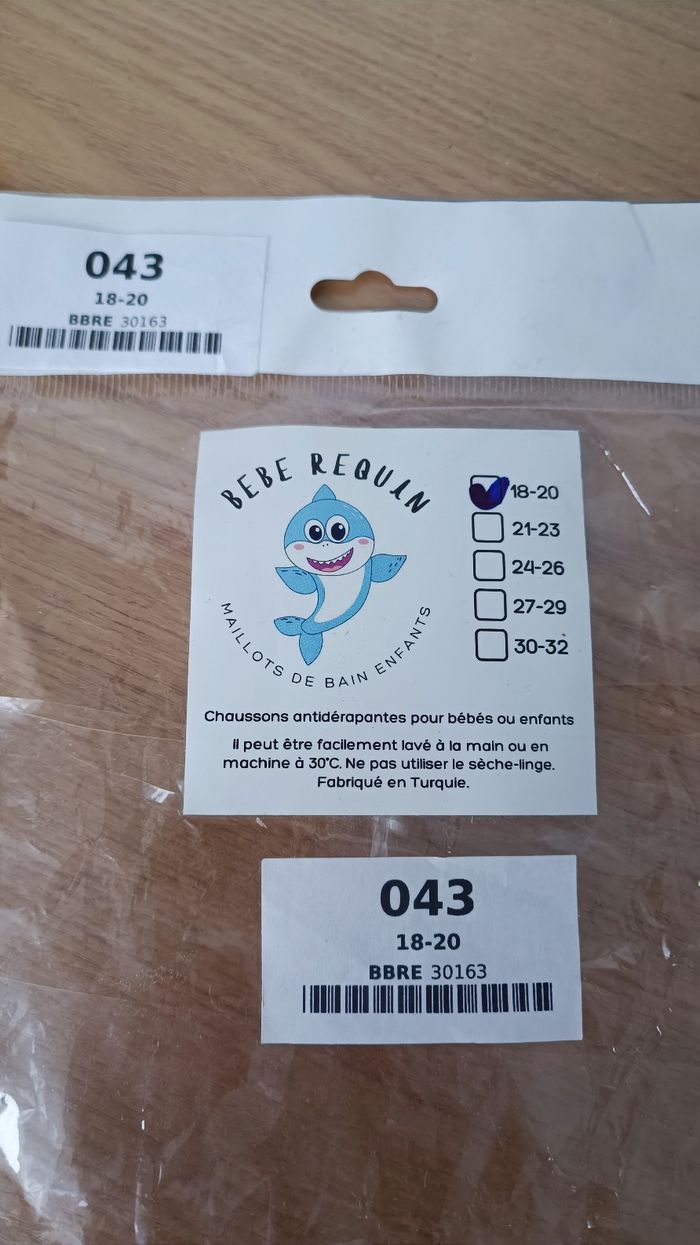 043
18-20
BBRE 30163
BEBE REQUIN
18-20
21-23
24-26
27-29
30-32
MAILLOTS DE BAIN ENFANTS
Chaussons antidérapantes pour bébés ou enfants
Il peut être facilement lavé à la main ou en
machine à 30°C. Ne pas utiliser le sèche-linge.
Fabriqué en Turquie.
043
18-20
BBRE 30163